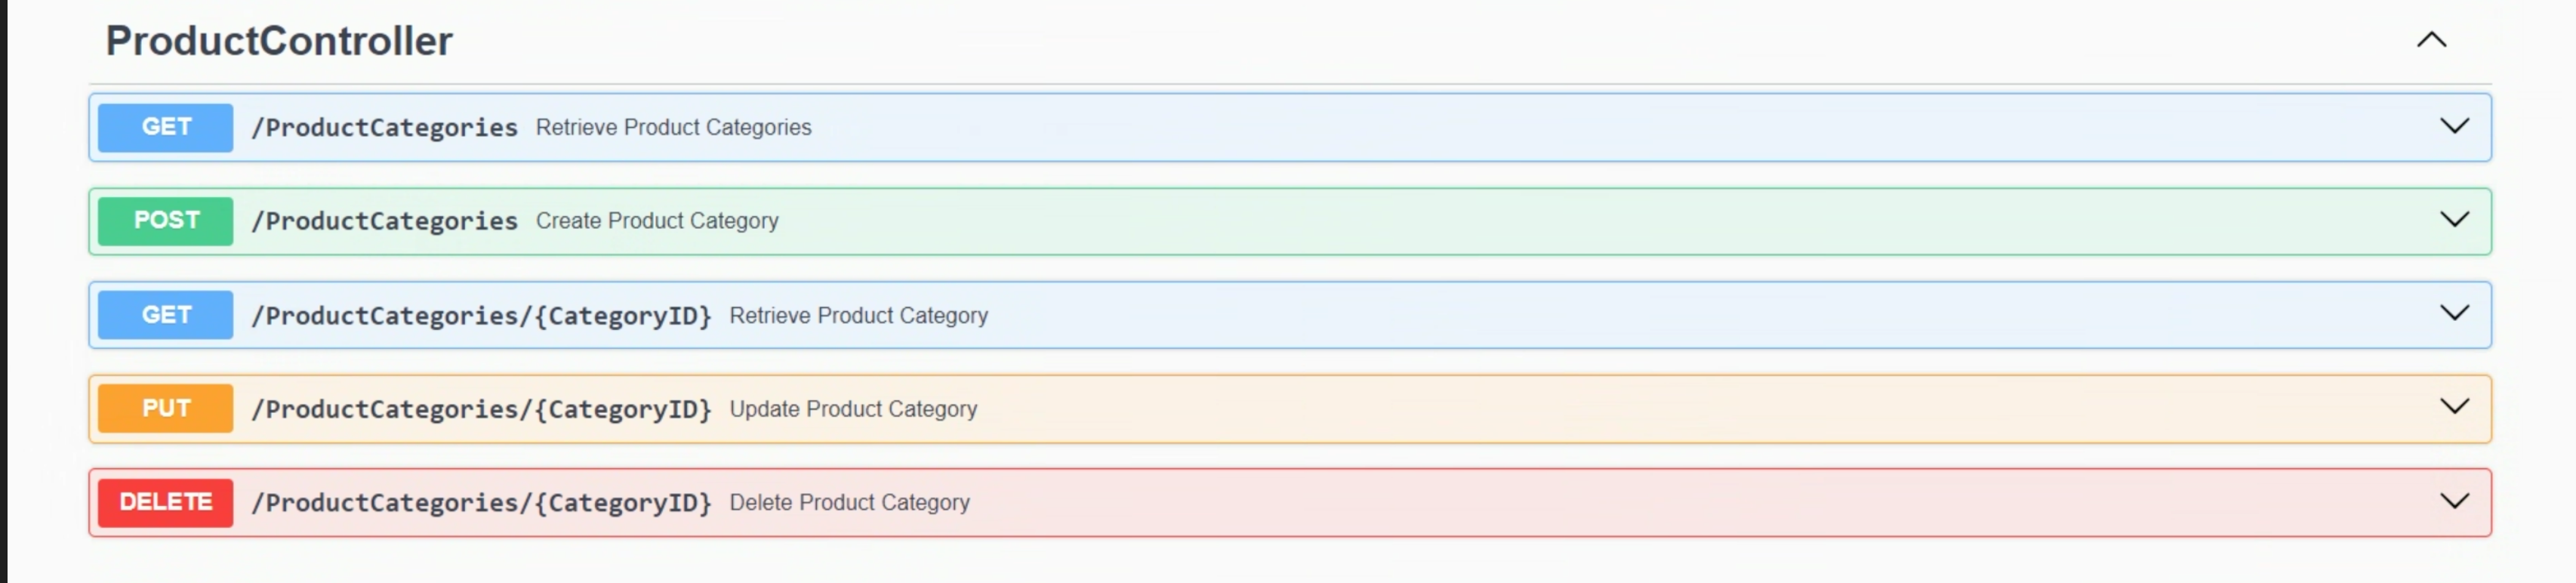 ProductController
GET /ProductCategories Retrieve Product Categories
POST /ProductCategories Create Product Category
GET /ProductCategories/{CategoryID} Retrieve Product Category
PUT /ProductCategories/{CategoryID} Update Product Category
DELETE /ProductCategories/{CategoryID} Delete Product Category